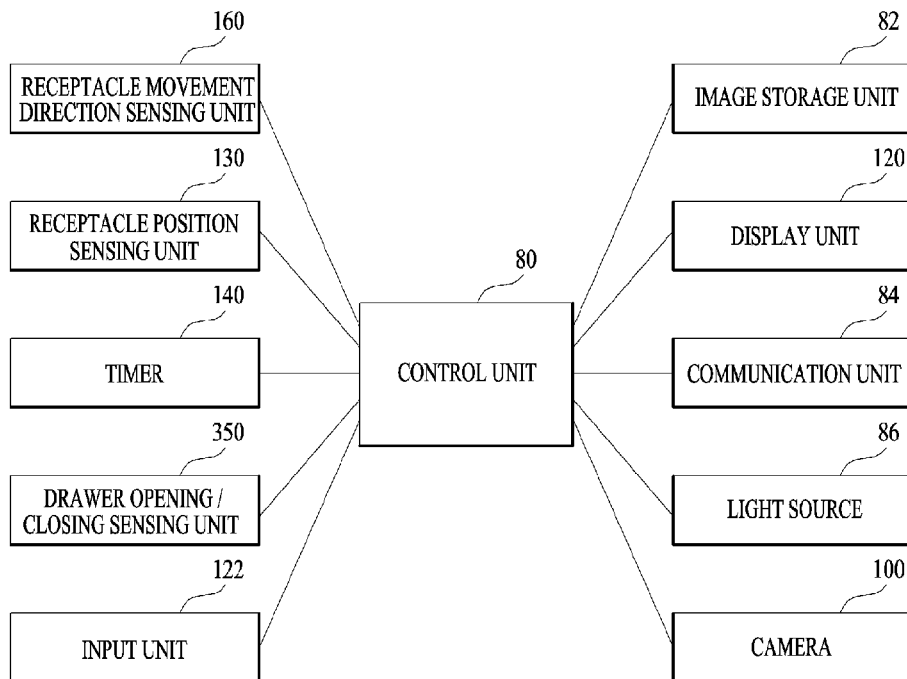 160
RECEPTACLE MOVEMENT
DIRECTION SENSING UNIT
130
RECEPTACLE POSITION
SENSING UNIT
140
TIMER
350
DRAWER OPENING /
CLOSING SENSING UNIT
122
INPUT UNIT
80
CONTROL UNIT
82
IMAGE STORAGE UNIT
120
DISPLAY UNIT
84
COMMUNICATION UNIT
86
LIGHT SOURCE
100
CAMERA